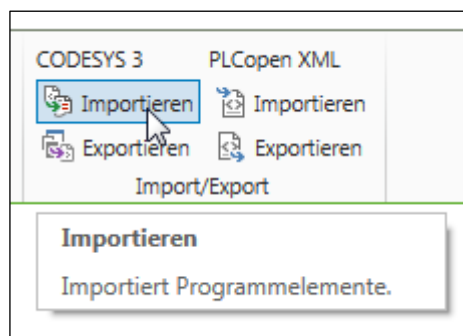 CODESYS 3 PLCopen XML
Importieren Importieren
Exportieren Exportieren
Import/Export
Importieren
Importiert Programmelemente.